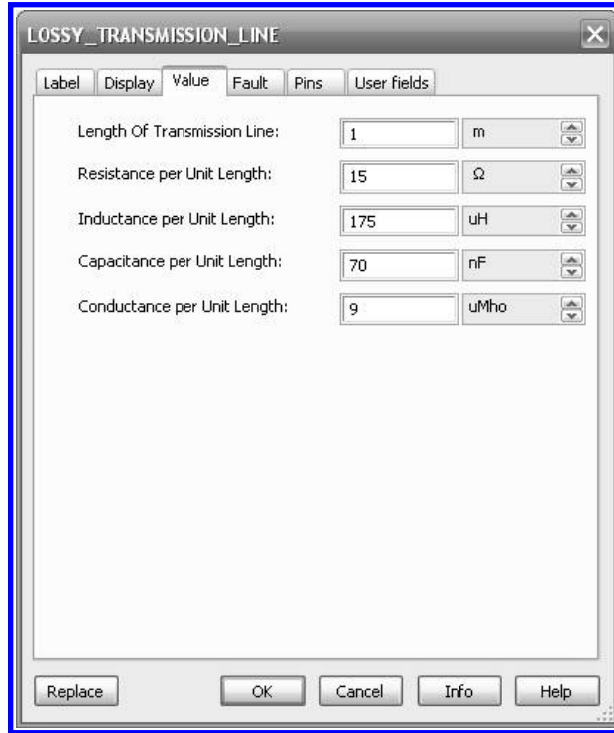 LOSSY_TRANSMISSION_LINE
Label Display Value Fault Pins User fields
Length Of Transmission Line: 1 m
Resistance per Unit Length: 15 Ω
Inductance per Unit Length: 175 uH
Capacitance per Unit Length: 70 nF
Conductance per Unit Length: 9 uMho
Replace OK Cancel Info Help